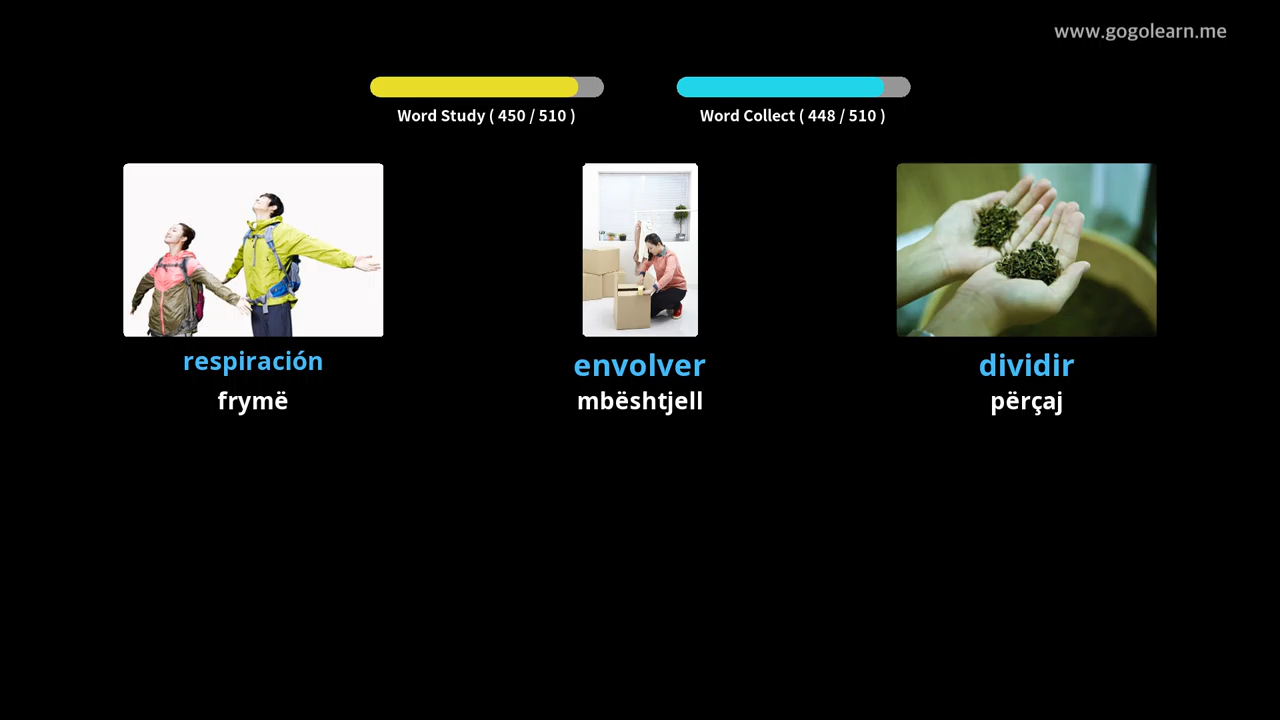 www.gogolearn.me
Word Study ( 450 / 510 )
Word Collect ( 448 / 510 )
respiración
frymë
envolver
mbështjell
dividir
përçaj